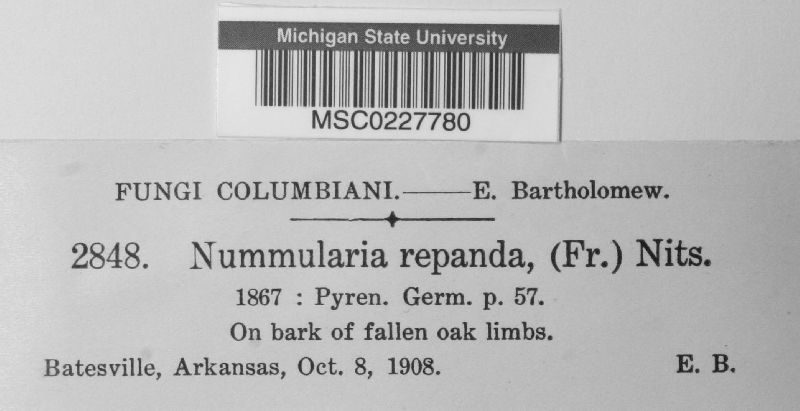 Michigan State University
MSC0227780
FUNGI COLUMBIANI.——E. Bartholomew.
2848. Nummularia repanda, (Fr.) Nits.
1867 : Pyren. Germ. p. 57.
On bark of fallen oak limbs.
Batesville, Arkansas, Oct. 8, 1908. E. B.